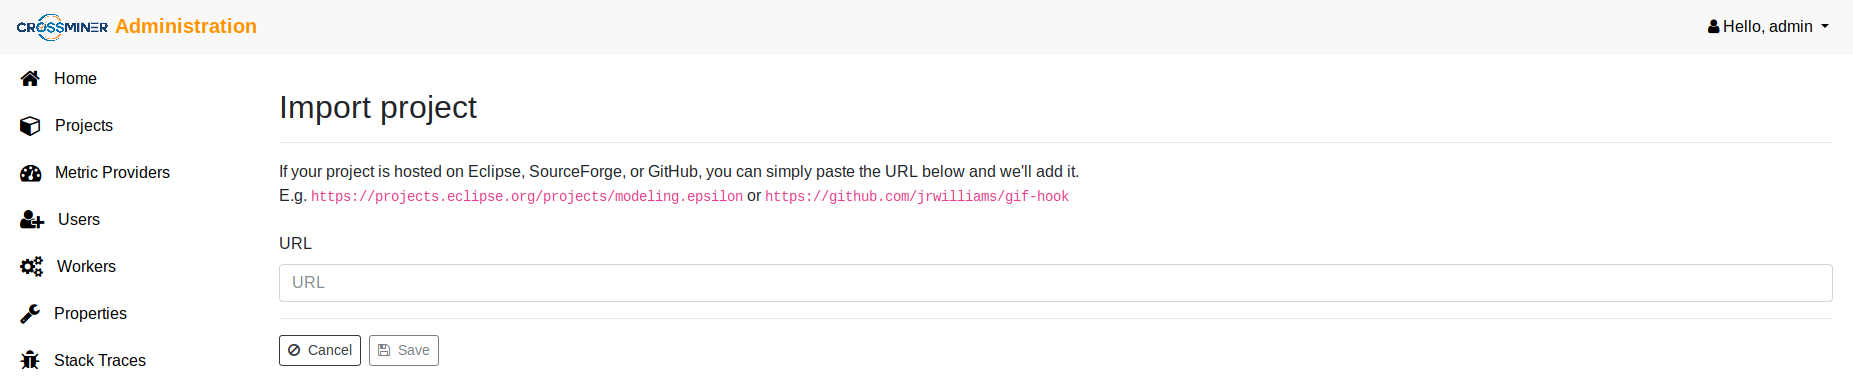 CROSSMINER Administration
Hello, admin
Home
Projects
Metric Providers
Users
Workers
Properties
Stack Traces
Import project
If your project is hosted on Eclipse, SourceForge, or GitHub, you can simply paste the URL below and we'll add it.
E.g. https://projects.eclipse.org/projects/modeling.epsilon or https://github.com/jrwilliams/gif-hook
URL
URL
Cancel Save